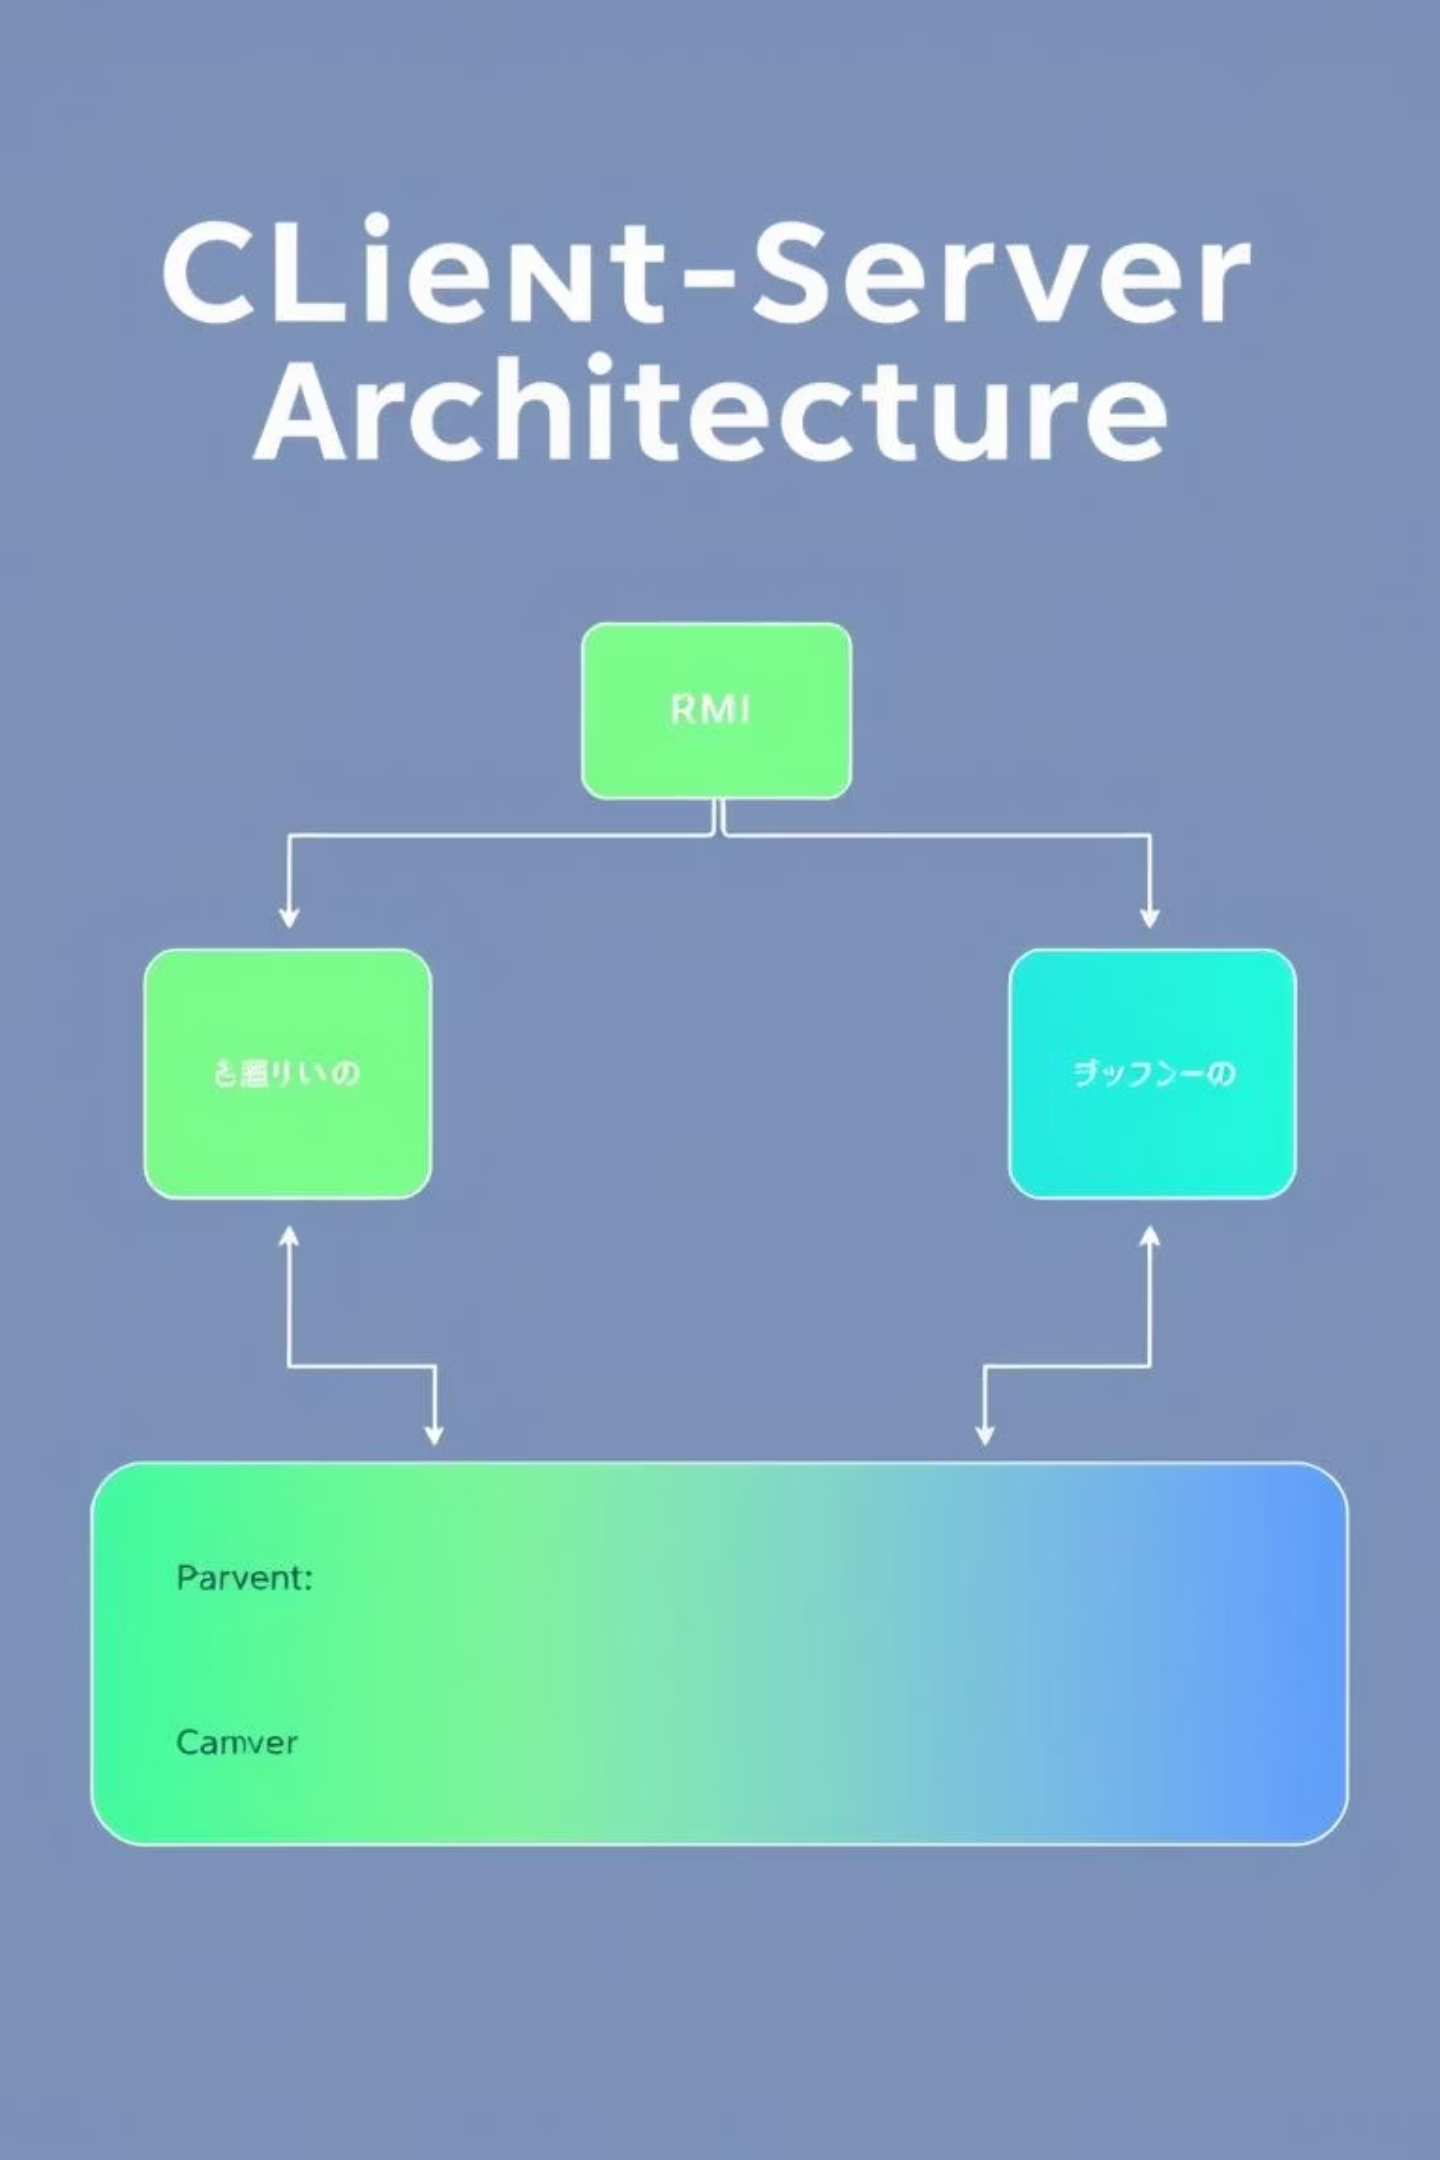 CLieNt-Server
Architecture
RMI
Parvent:
Camver